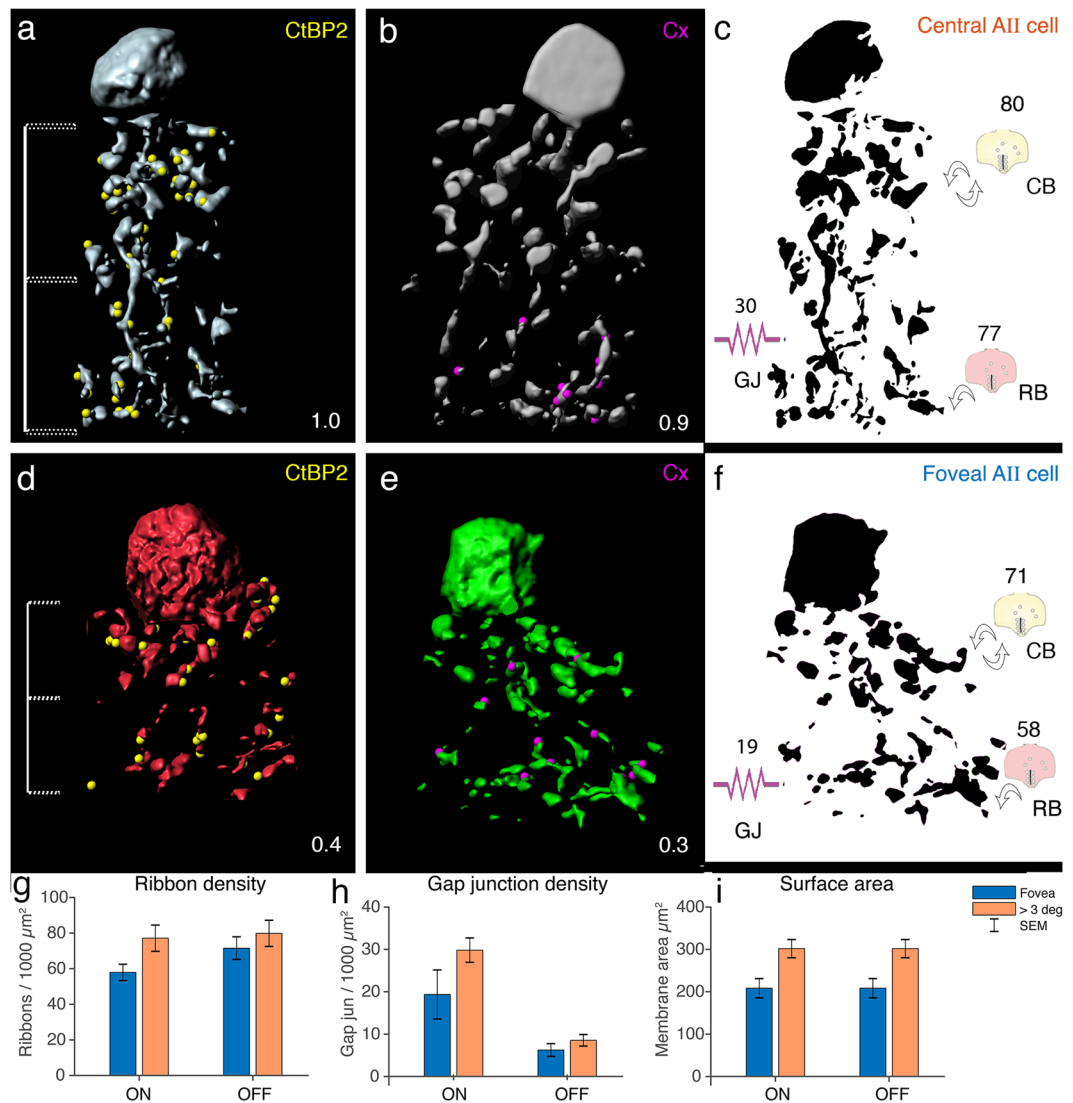 a
CtBP2
1.0
b
Cx
0.9
c
Central AII cell
80
CB
30
GJ
77
RB
d
CtBP2
0.4
e
Cx
0.3
f
Foveal AII cell
71
CB
19
GJ
58
RB
g
Ribbon density
Ribbons / 1000 µm²
100
80
60
40
20
0
ON
OFF
h
Gap junction density
Gap jun / 1000 µm²
40
30
20
10
0
ON
OFF
i
Surface area
Membrane area µm²
400
300
200
100
0
ON
OFF
Fovea
> 3 deg
SEM